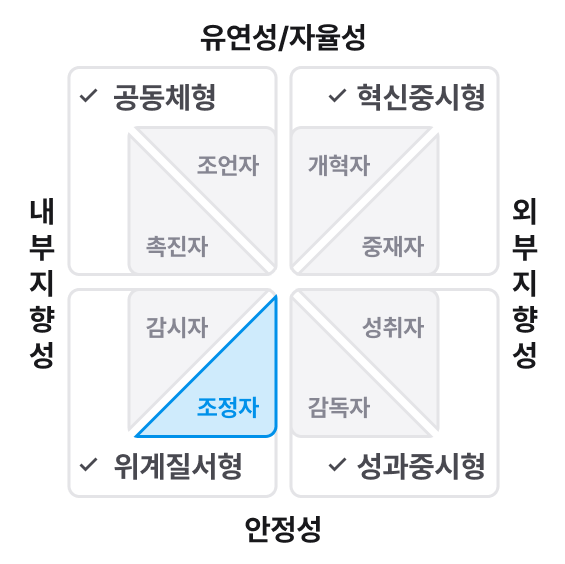 유연성/자율성
공동체형
혁신중시형
조언자
개혁자
촉진자
중재자
내부지향성
외부지향성
감시자
성취자
조정자
감독자
위계질서형
성과중시형
안정성